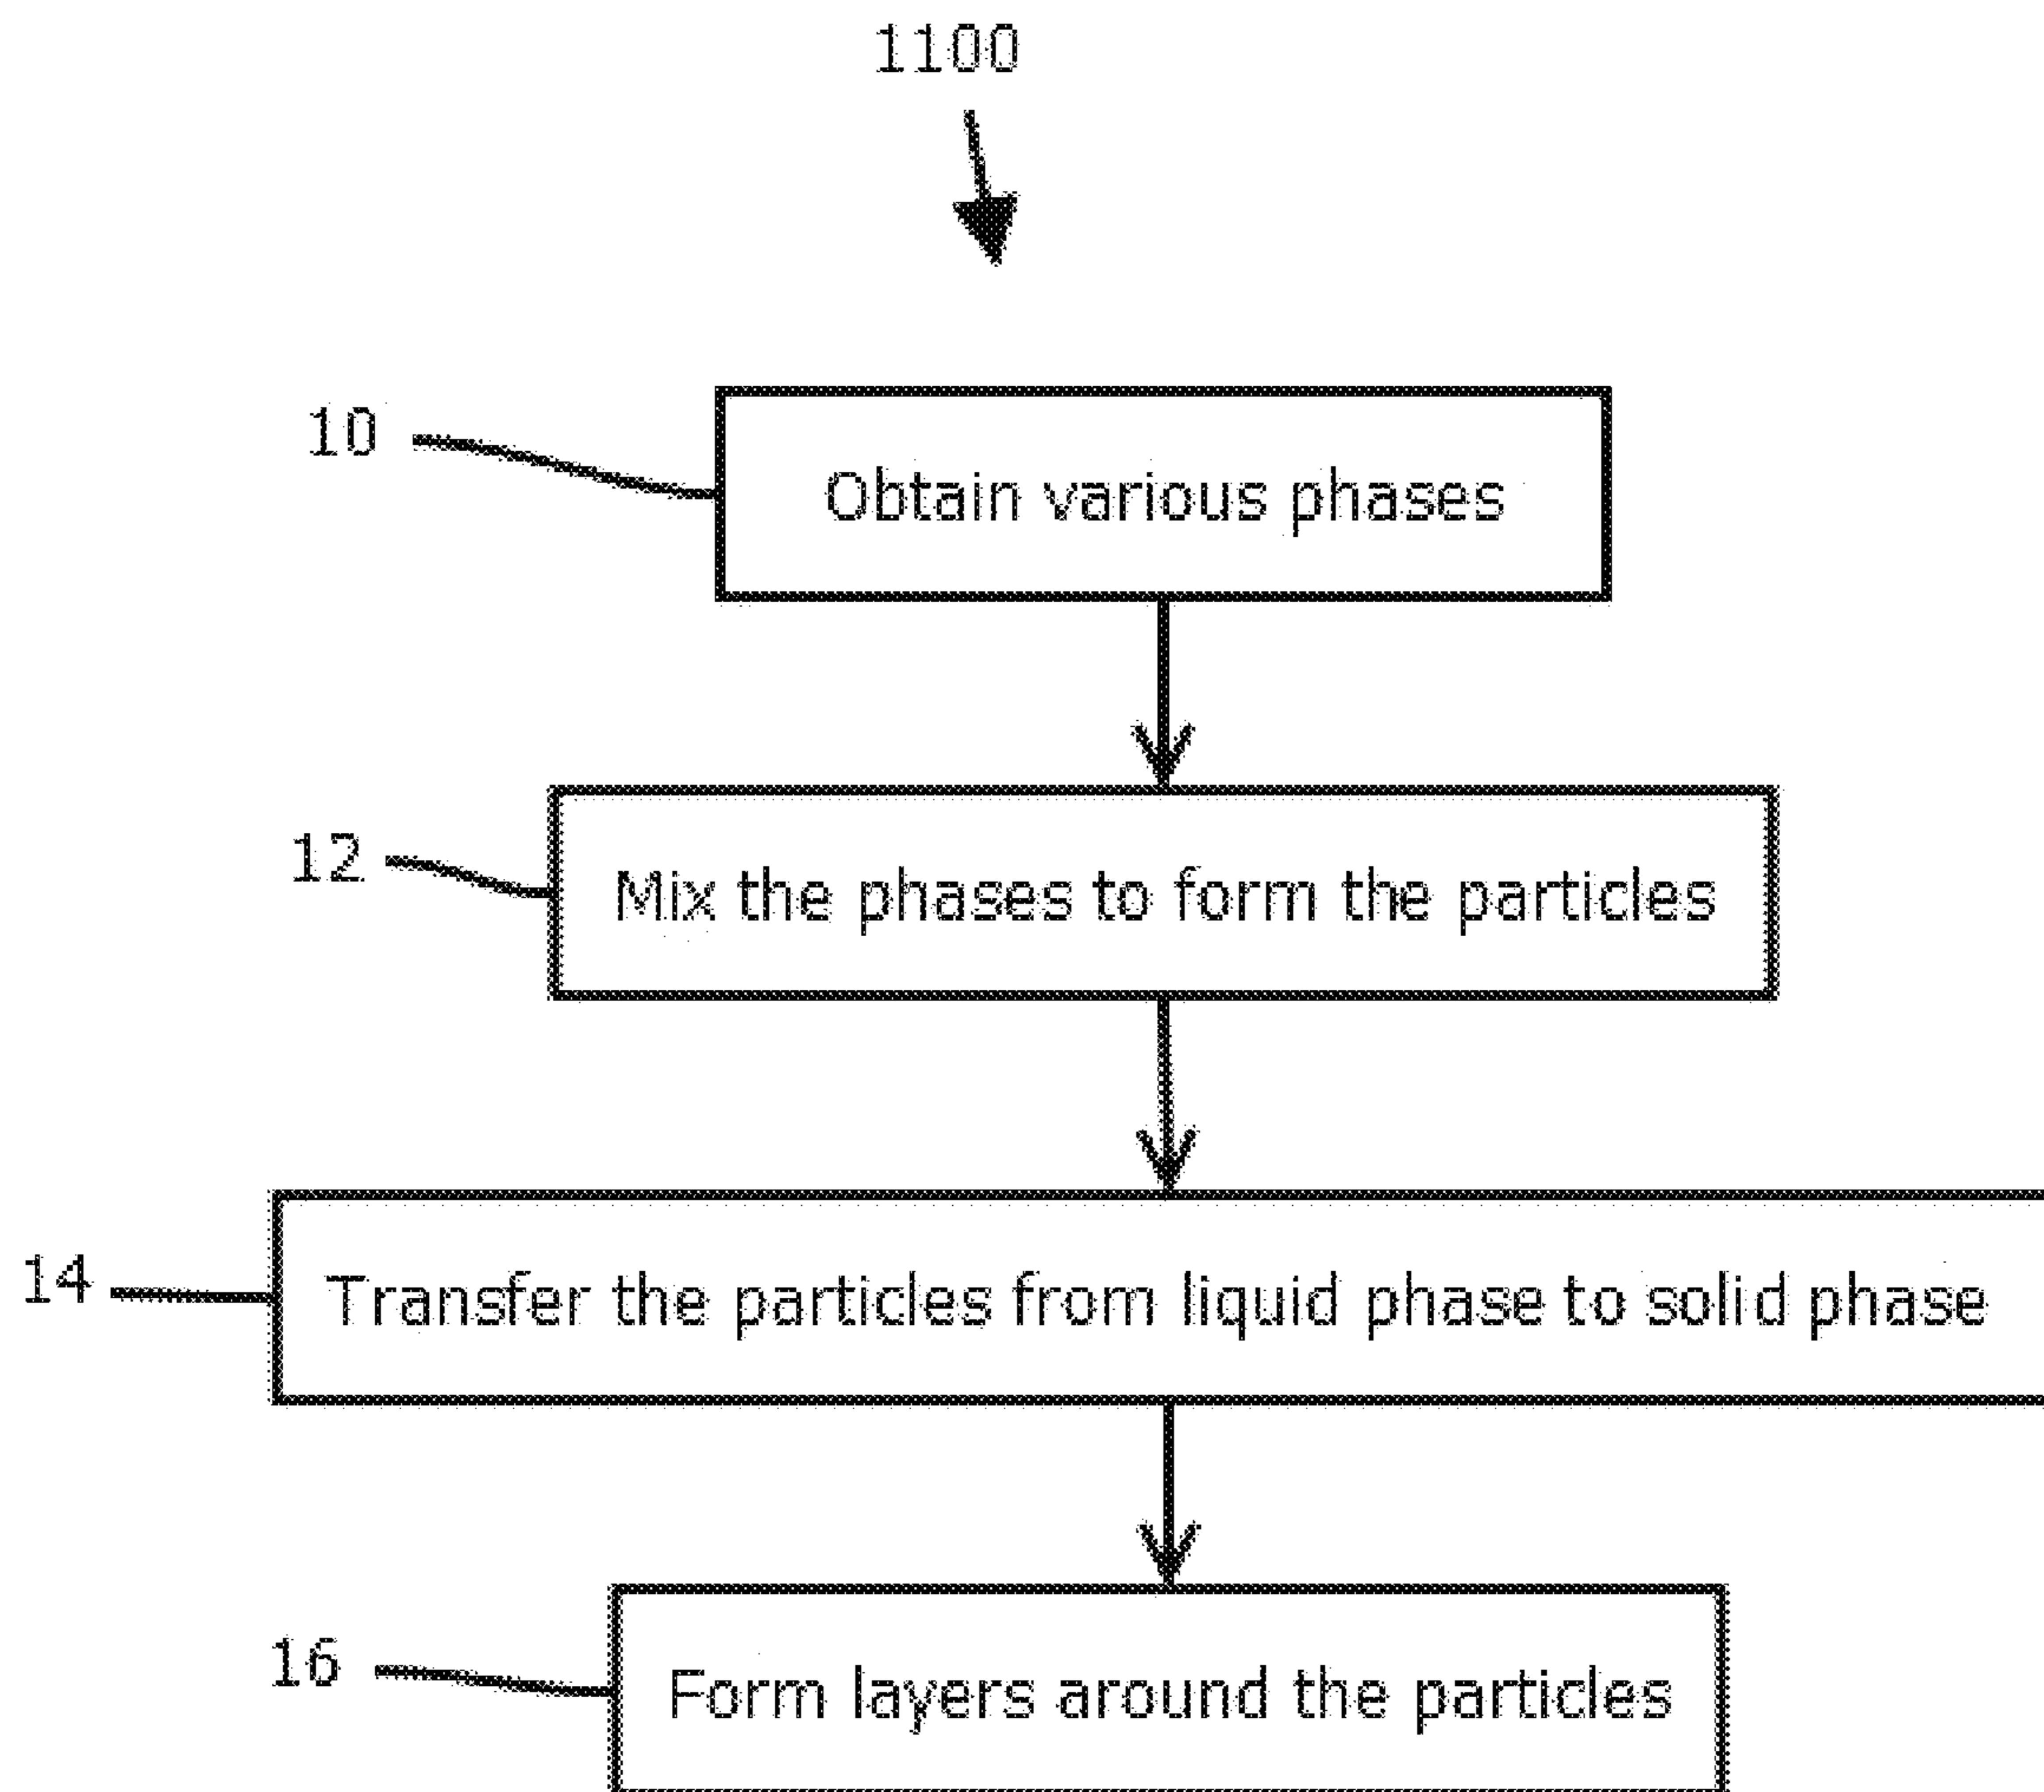 1100
10
Obtain various phases
12
Mix the phases to form the particles
14
Transfer the particles from liquid phase to solid phase
16
Form layers around the particles